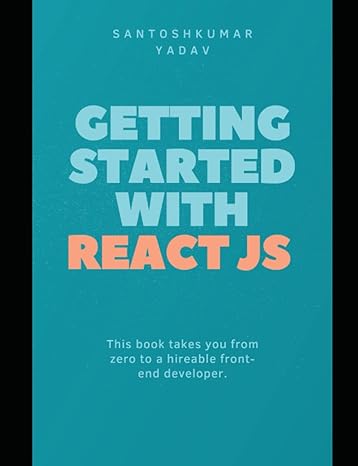 SANTOSHKUMAR
YADAV
GETTING
STARTED
WITH
REACT JS
This book takes you from
zero to a hireable front-
end developer.